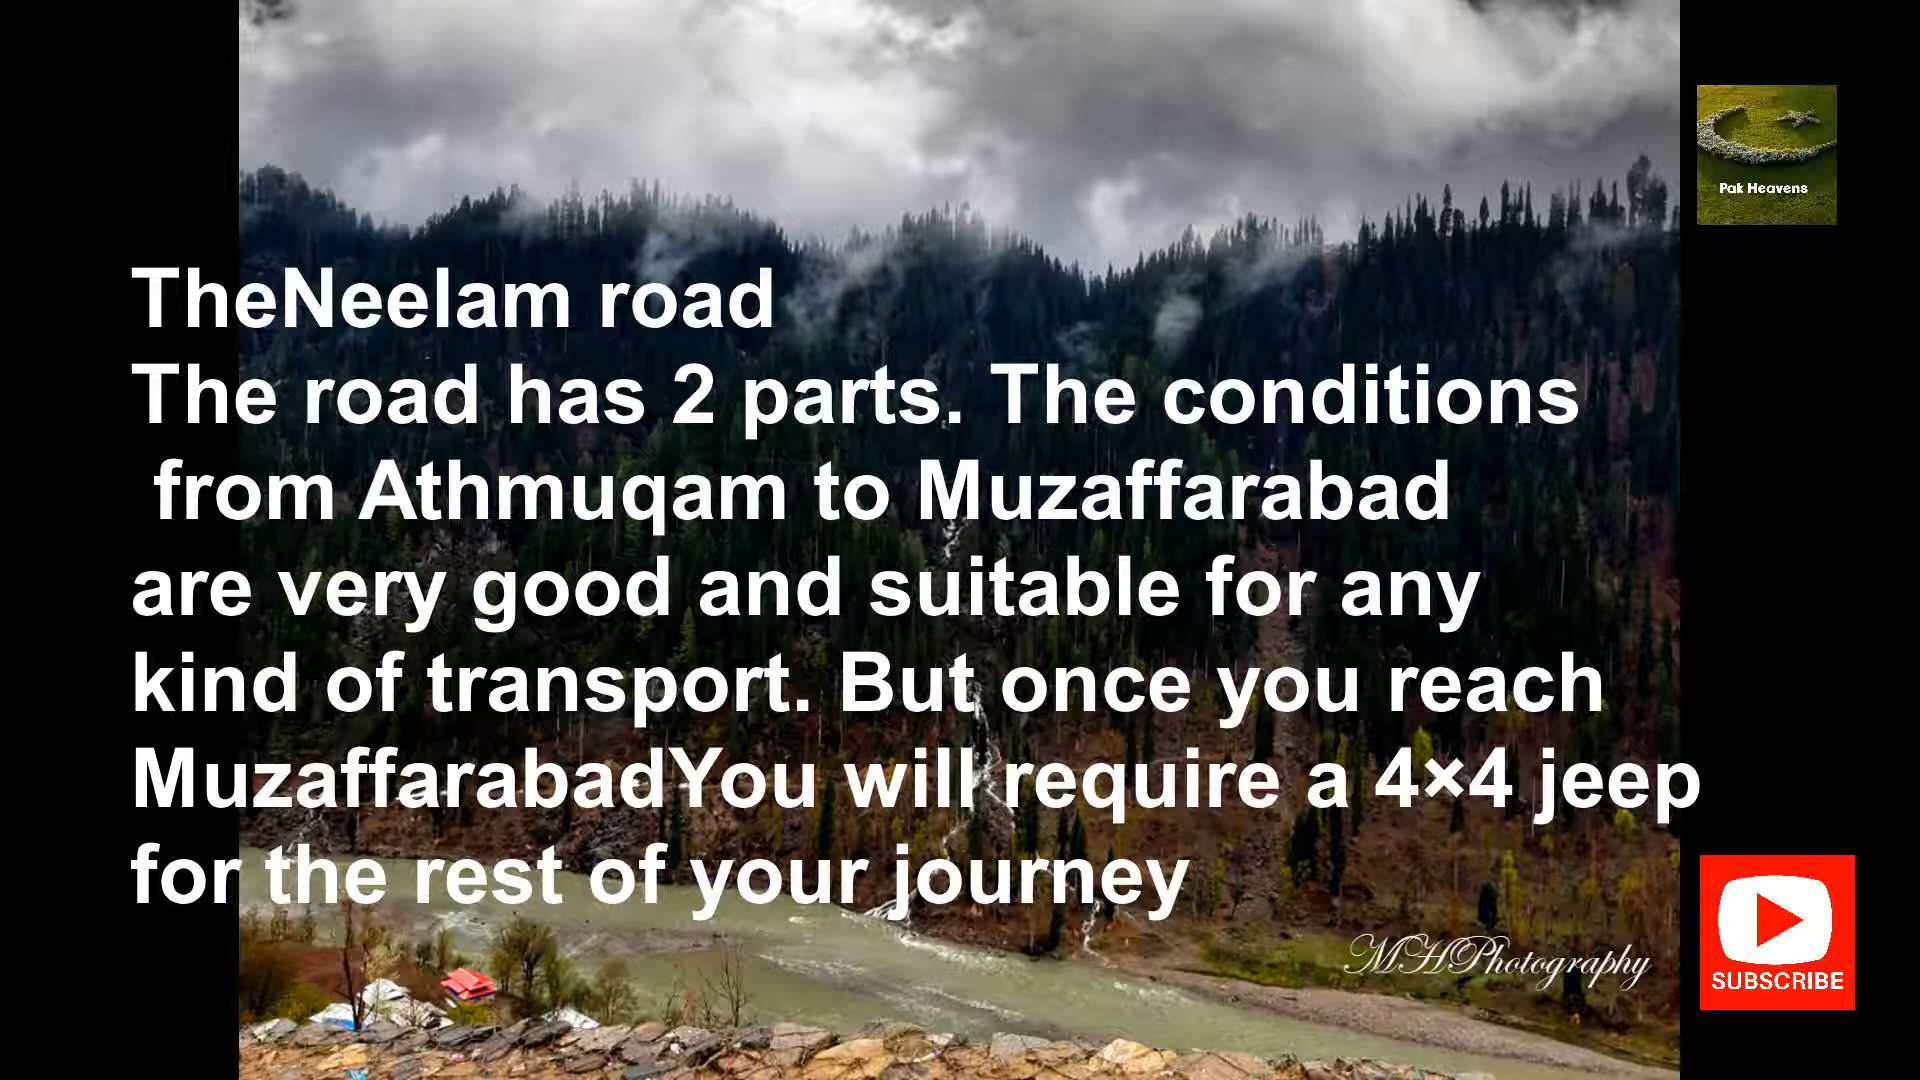 Pak Heavens
TheNeelam road
The road has 2 parts. The conditions
from Athmuqam to Muzaffarabad
are very good and suitable for any
kind of transport. But once you reach
MuzaffarabadYou will require a 4×4 jeep
for the rest of your journey
MHPhotography
SUBSCRIBE